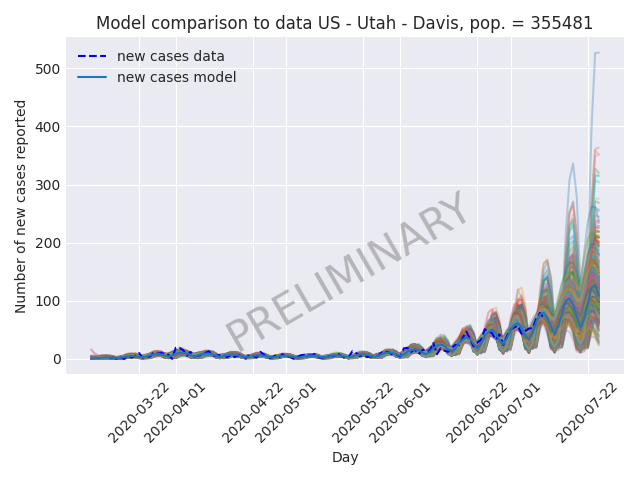 Model comparison to data US - Utah - Davis, pop. = 355481
new cases data
new cases model
Number of new cases reported
500
400
300
200
100
0
PRELIMINARY
2020-03-22
2020-04-01
2020-04-22
2020-05-01
2020-05-22
2020-06-01
2020-06-22
2020-07-01
2020-07-22
Day